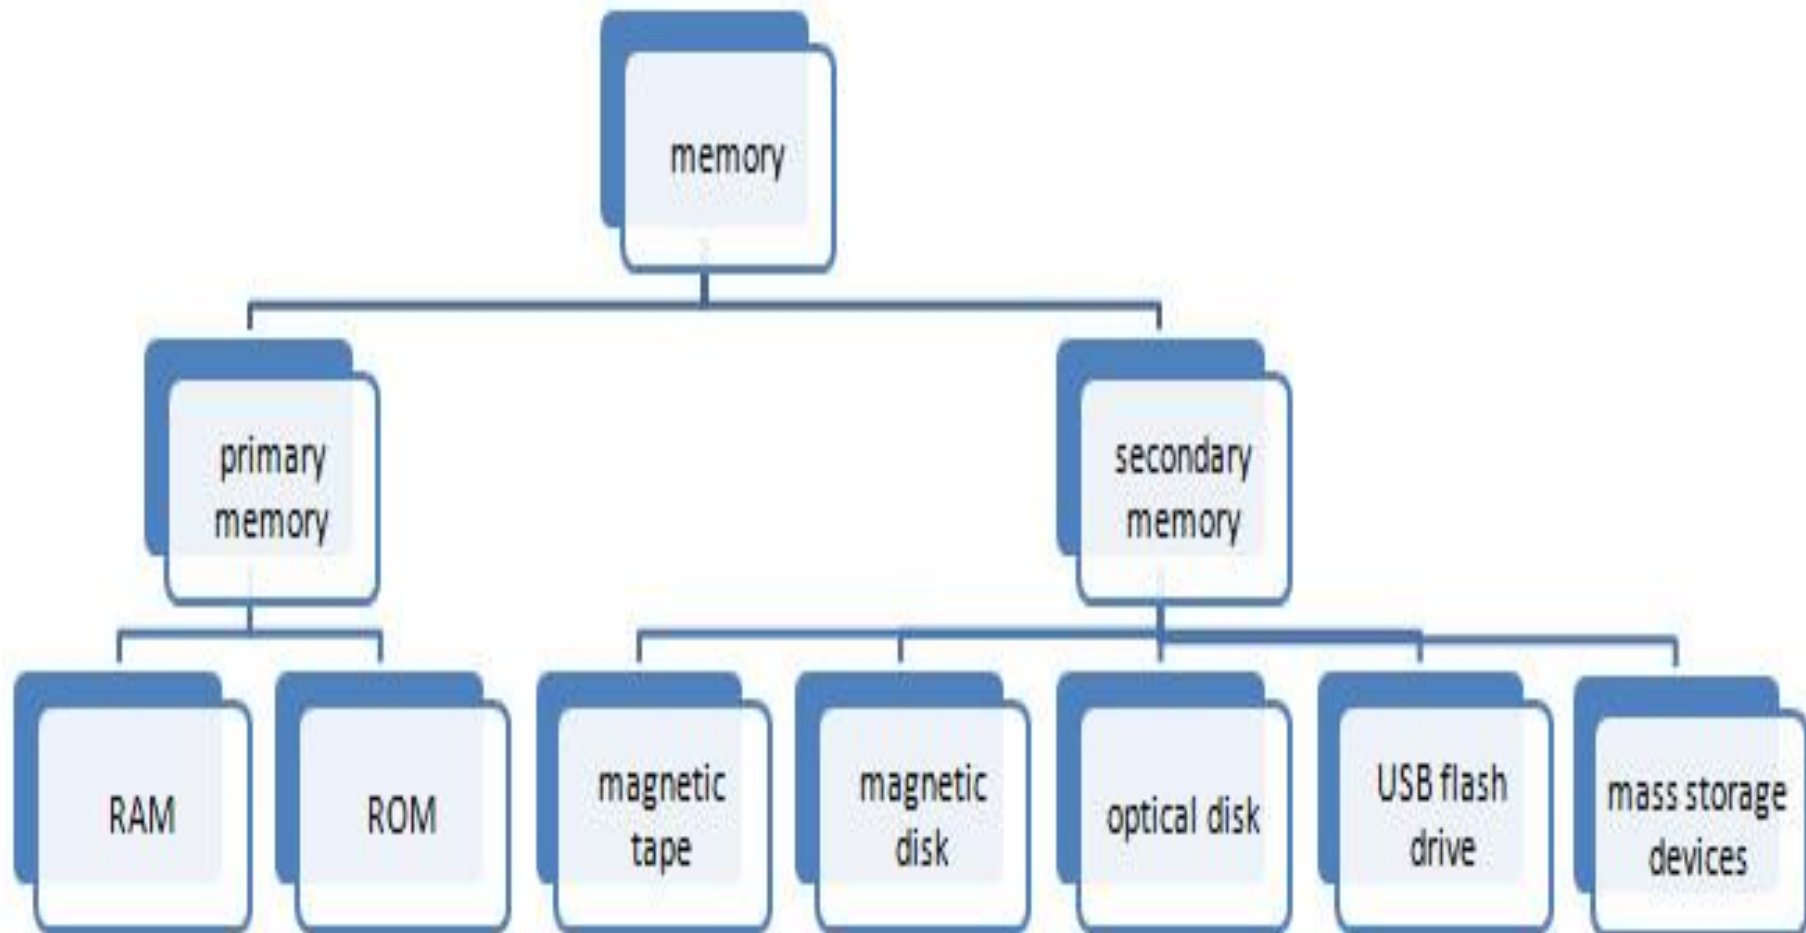 memory
primary
memory
secondary
memory
RAM
ROM
magnetic
tape
magnetic
disk
optical disk
USB flash
drive
mass storage
devices